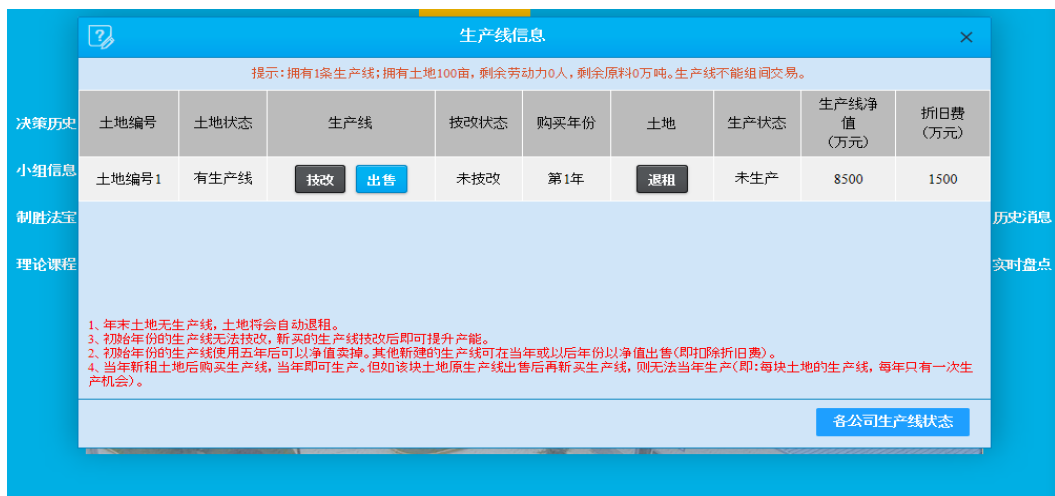 生产线信息
提示:拥有1条生产线;拥有土地100亩, 剩余劳动力0人, 剩余原料0万吨。生产线不能组间交易。
决策历史
小组信息
制胜法宝
理论课程
土地编号 土地状态 生产线 技改状态 购买年份 土地 生产状态 生产线净值(万元) 折旧费(万元)
土地编号1 有生产线 技改 出售 未技改 第1年 退租 未生产 8500 1500
历史消息
实时盘点
1、年末土地无生产线, 土地将会自动退租。
3、初始年份的生产线无法技改, 新买的生产线技改后即可提升产能。
2、初始年份的生产线使用五年后可以净值卖掉。其他新建的生产线可在当年或以后年份以净值出售(即扣除折旧费)。
4、当年新租土地后购买生产线, 当年即可生产。但如该块土地原生产线出售后再新买生产线, 则无法当年生产(即:每块土地的生产线, 每年只有一次生
产机会)。
各公司生产线状态